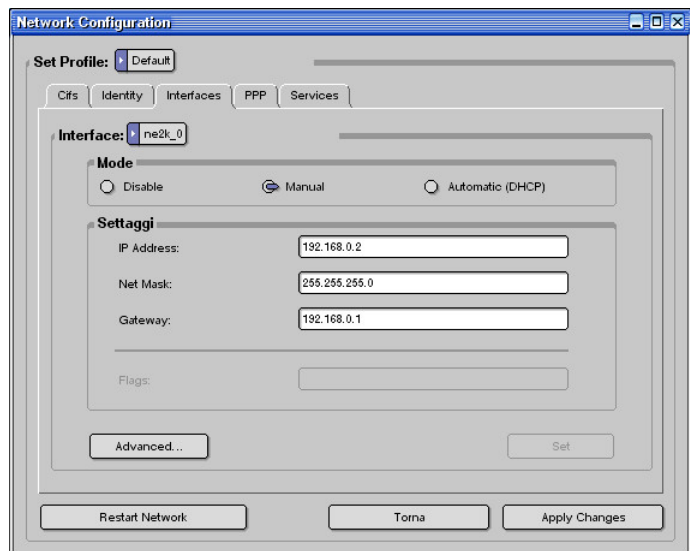 Network Configuration
Set Profile: Default
Cifs Identity Interfaces PPP Services
Interface: ne2k_0
Mode
Disable Manual Automatic (DHCP)
Settaggi
IP Address: 192.168.0.2
Net Mask: 255.255.255.0
Gateway: 192.168.0.1
Flags:
Advanced... Set
Restart Network Torna Apply Changes